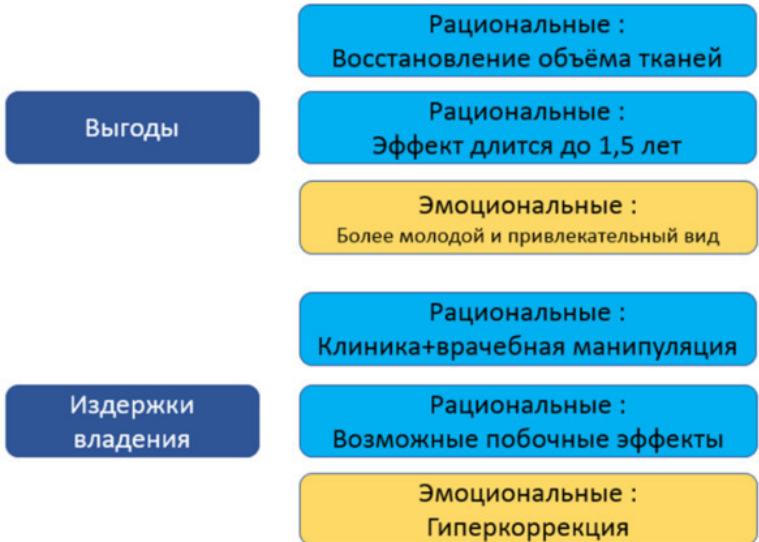 Рациональные :
Восстановление объёма тканей
Выгоды
Рациональные :
Эффект длится до 1,5 лет
Эмоциональные :
Более молодой и привлекательный вид
Рациональные :
Клиника+врачебная манипуляция
Издержки
владения
Рациональные :
Возможные побочные эффекты
Эмоциональные :
Гиперкоррекция